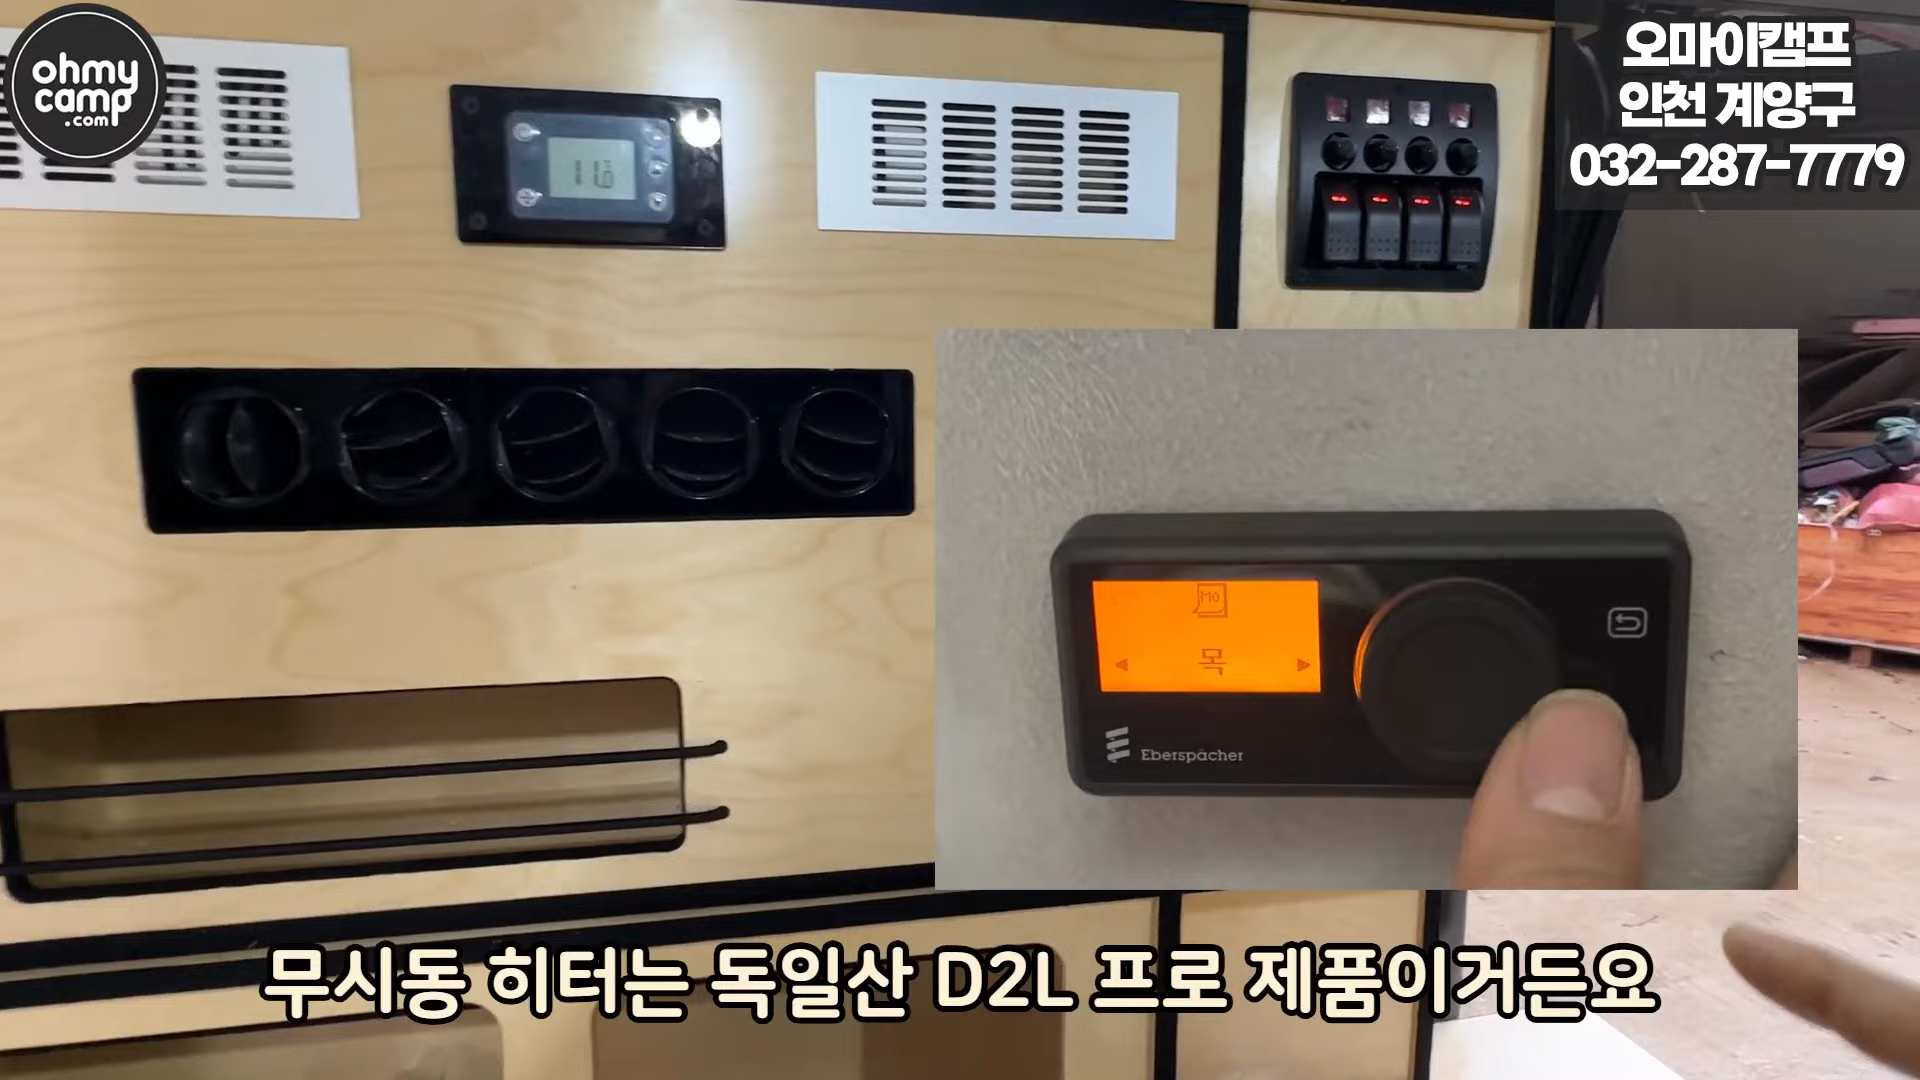 ohmy
camp
.com
오마이캠프
인천 계양구
032-287-7779
MO
목
Eberspächer
무시동 히터는 독일산 D2L 프로 제품이거든요